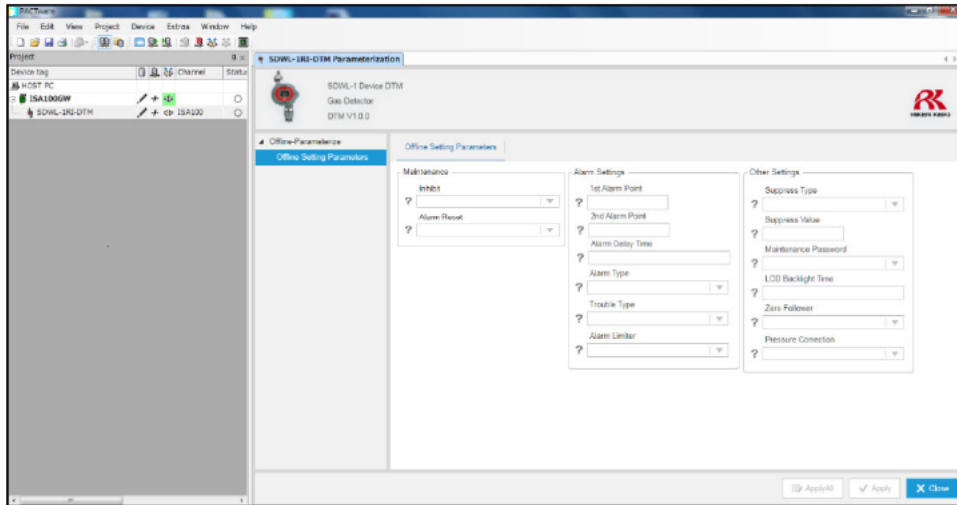 PACTware
File Edit View Project Device Extras Window Help
Project
SDWL-1RI-DTM Parameterization
Device tag Channel Status
HOST PC
ISA100GW
SDWL-1RI-DTM ISA100
SDWL-1 Device DTM
Gas Detector
DTM V1.0.0
RIKEN KEIKI
Offline-Parameterize
Offline Setting Parameters
Offline Setting Parameters
Maintenance
Inhibit
?
Alarm Reset
?
Alarm Settings
1st Alarm Point
?
2nd Alarm Point
?
Alarm Delay Time
?
Alarm Type
?
Trouble Type
?
Alarm Limiter
?
Other Settings
Suppress Type
?
Suppress Value
?
Maintenance Password
?
LCD Backlight Time
?
Zero Follower
?
Pressure Correction
?
ApplyAll Apply Close